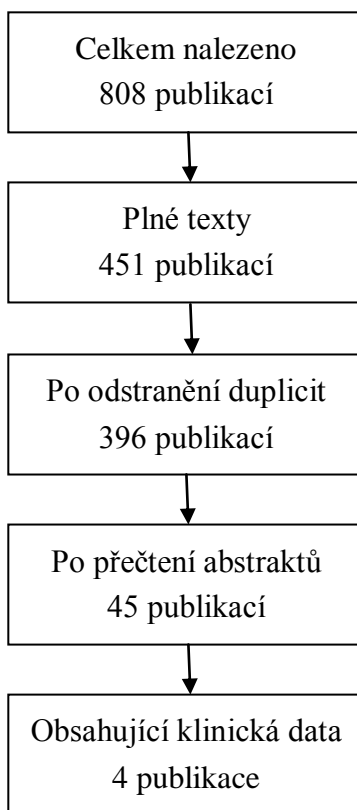 Celkem nalezeno
808 publikací
Plné texty
451 publikací
Po odstranění duplicit
396 publikací
Po přečtení abstraktů
45 publikací
Obsahující klinická data
4 publikace